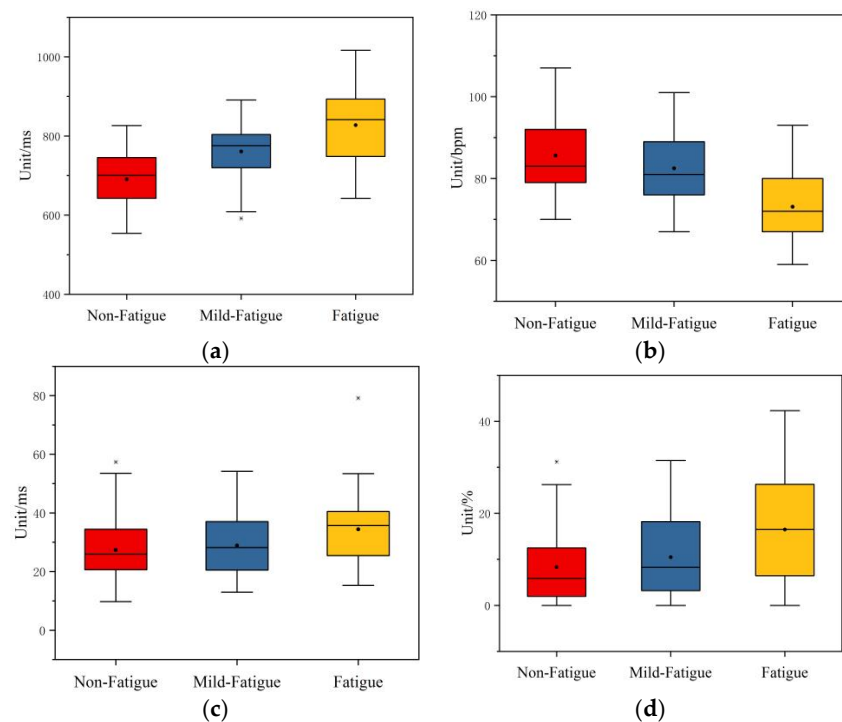 1000
800
600
400
Unit/ms
Non-Fatigue Mild-Fatigue Fatigue
(a)
120
100
80
60
Unit/bpm
Non-Fatigue Mild-Fatigue Fatigue
(b)
80
60
40
20
0
Unit/ms
Non-Fatigue Mild-Fatigue Fatigue
(c)
40
20
0
Unit/%
Non-Fatigue Mild-Fatigue Fatigue
(d)